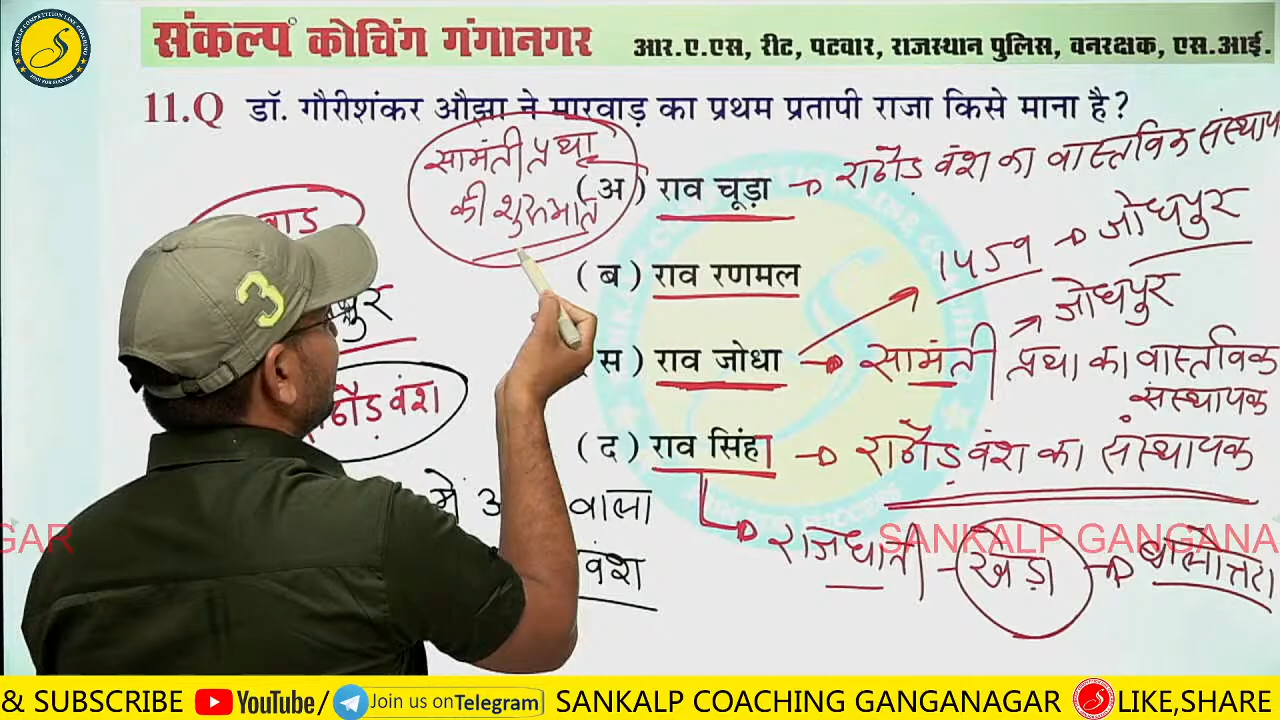 संकल्प कोचिंग गंगानगर
आर.ए.एस, रीट, पटवार, राजस्थान पुलिस, वनरक्षक, एस.आई.
11.Q डॉ. गौरीशंकर औझा ने मारवाड़ का प्रथम प्रतापी राजा किसे माना है?
सामंती प्रथा
की शुरुआत
(अ) राव चूड़ा → राठौड़ वंश का वास्तविक संस्थाप
(ब) राव रणमल
1459 → जोधपुर
जोधपुर
स) राव जोधा → सामंती प्रथा का वास्तविक
संस्थापक
(द) राव सिंहा → राठौड़ वंश का संस्थापक
राजधानी - खेड़ा → बालोत्तरा
राठौड़ वंश
में वाला
वंश
GAR
SANKALP GANGANA
& SUBSCRIBE YouTube/ Join us on Telegram SANKALP COACHING GANGANAGAR LIKE,SHARE